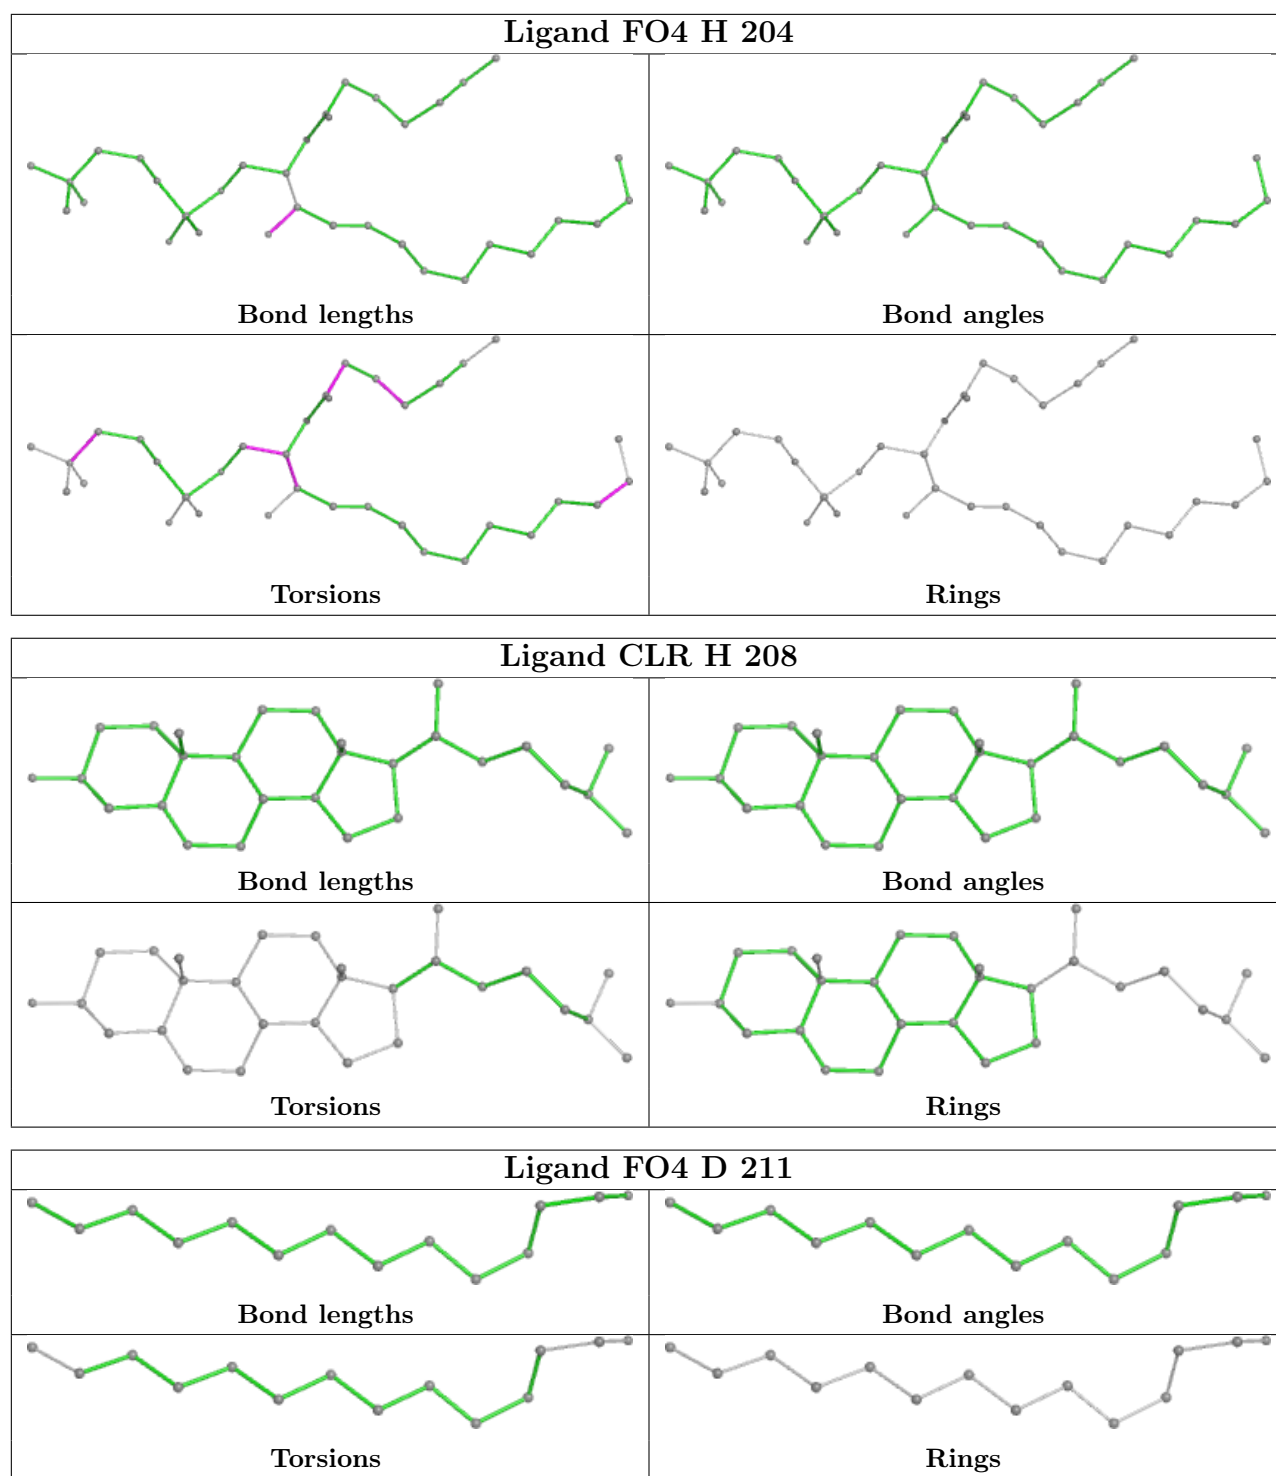 Ligand FO4 H 204
Bond lengths
Bond angles
Torsions
Rings
Ligand CLR H 208
Bond lengths
Bond angles
Torsions
Rings
Ligand FO4 D 211
Bond lengths
Bond angles
Torsions
Rings